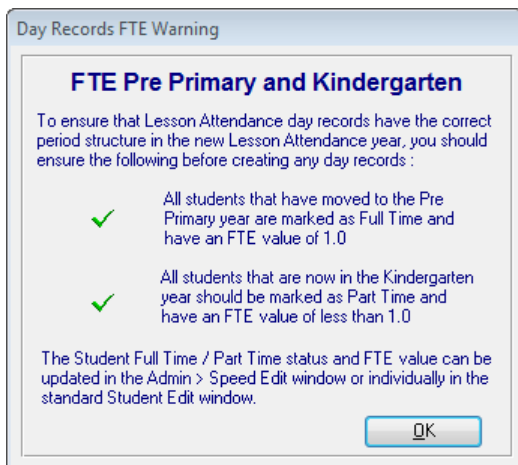 Day Records FTE Warning
FTE Pre Primary and Kindergarten
To ensure that Lesson Attendance day records have the correct
period structure in the new Lesson Attendance year, you should
ensure the following before creating any day records :
All students that have moved to the Pre
Primary year are marked as Full Time and
have an FTE value of 1.0
All students that are now in the Kindergarten
year should be marked as Part Time and
have an FTE value of less than 1.0
The Student Full Time / Part Time status and FTE value can be
updated in the Admin > Speed Edit window or individually in the
standard Student Edit window.
OK